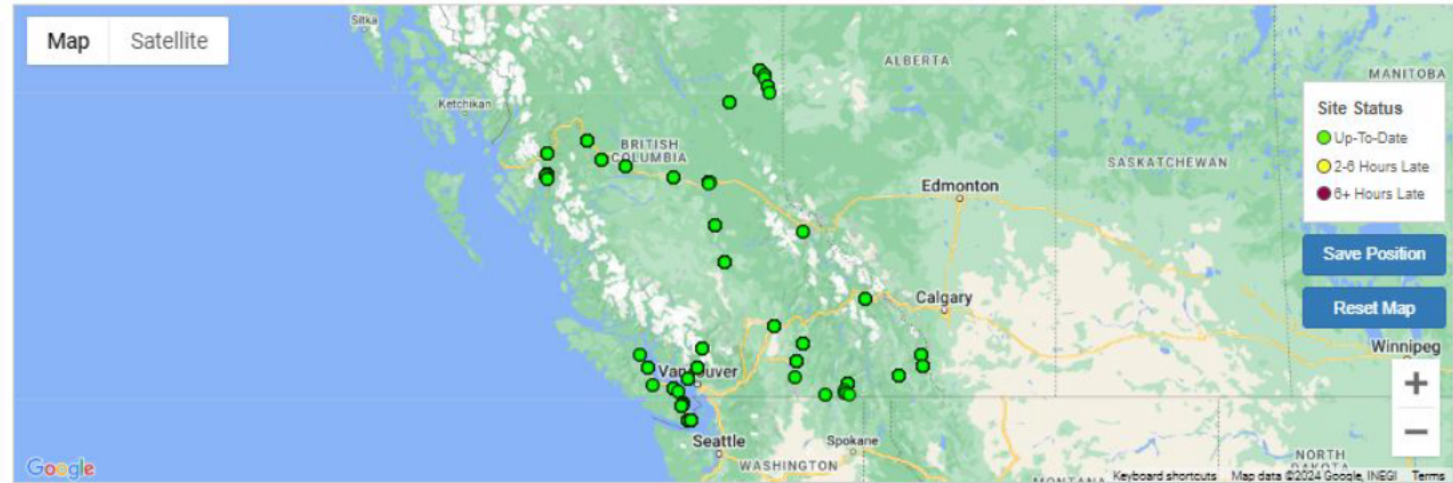 Map Satellite
Sitka
Ketchikan
BRITISH
COLUMBIA
ALBERTA
MANITOBA
SASKATCHEWAN
Edmonton
Calgary
Winnipeg
Vancouver
Seattle
Spokane
WASHINGTON
MONTANA
NORTH
DAKOTA
Site Status
Up-To-Date
2-6 Hours Late
6+ Hours Late
Save Position
Reset Map
+
−
Google
Keyboard shortcuts Map data ©2024 Google, INEGI Terms